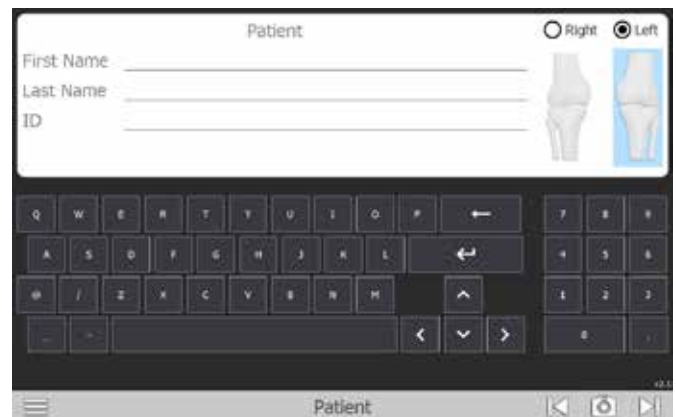 Patient
Right Left
First Name
Last Name
ID
Q W E R T Y U I O P 7 8 9
A S D F G H J K L 4 5 6
@ / Z X C V B N M 1 2 3
_ - 0 .
Patient